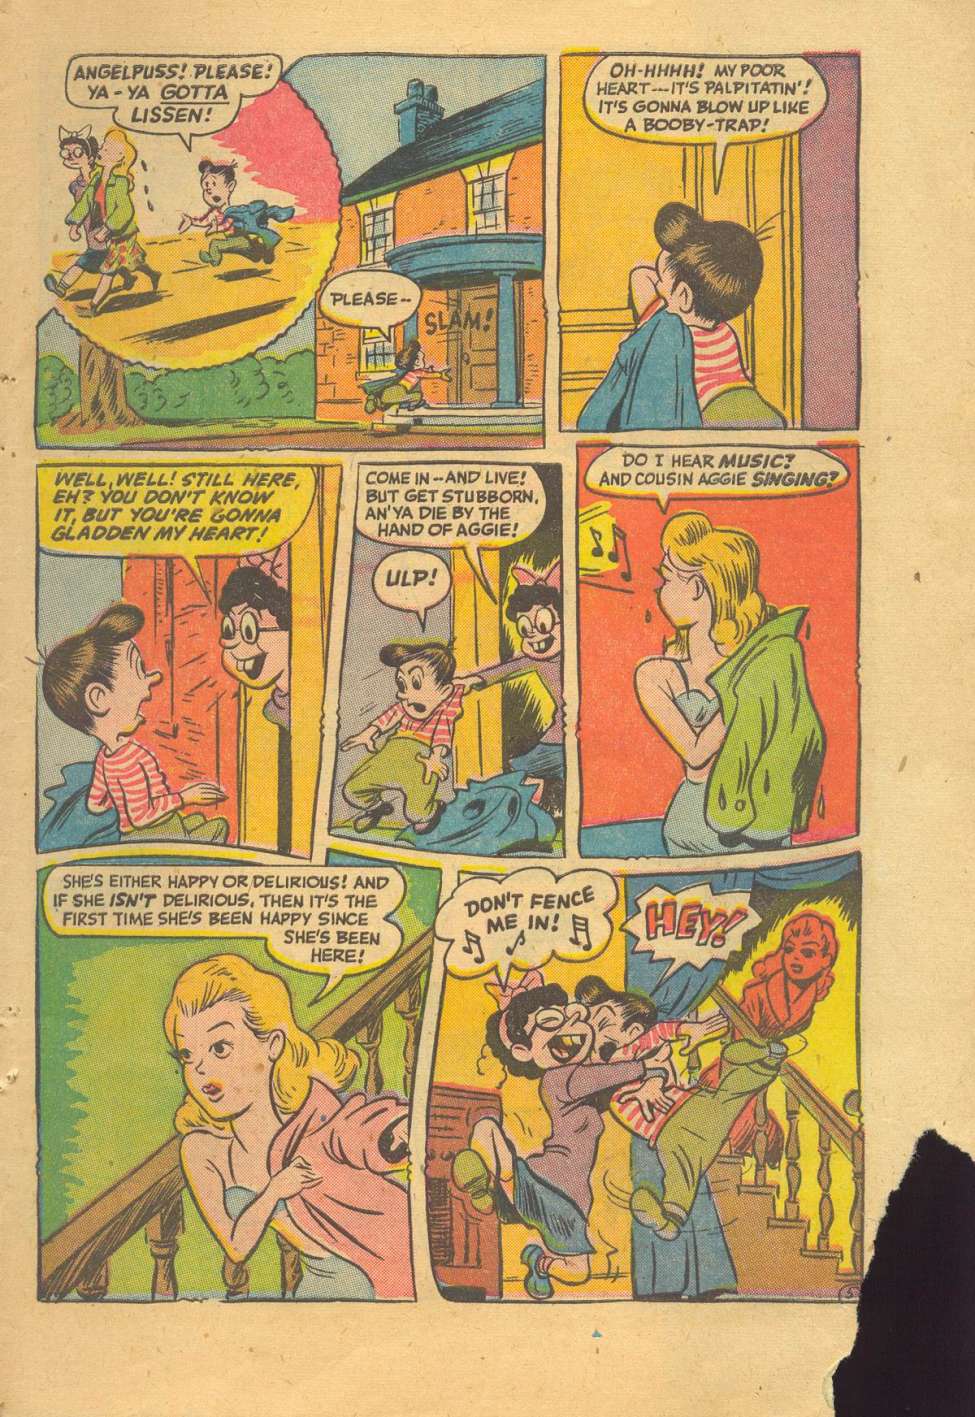 ANGELPUSS! PLEASE!
YA-YA GOTTA
LISSEN!
PLEASE--
SLAM!
OH-HHHH! MY POOR
HEART---IT'S PALPITATIN'!
IT'S GONNA BLOW UP LIKE
A BOOBY-TRAP!
WELL, WELL! STILL HERE,
EH? YOU DON'T KNOW
IT, BUT YOU'RE GONNA
GLADDEN MY HEART!
COME IN--AND LIVE!
BUT GET STUBBORN,
AN' YA DIE BY THE
HAND OF AGGIE!
ULP!
DO I HEAR MUSIC?
AND COUSIN AGGIE SINGING?
SHE'S EITHER HAPPY OR DELIRIOUS! AND
IF SHE ISN'T DELIRIOUS, THEN IT'S THE
FIRST TIME SHE'S BEEN HAPPY SINCE
SHE'S BEEN
HERE!
DON'T FENCE
ME IN!
HEY!
5